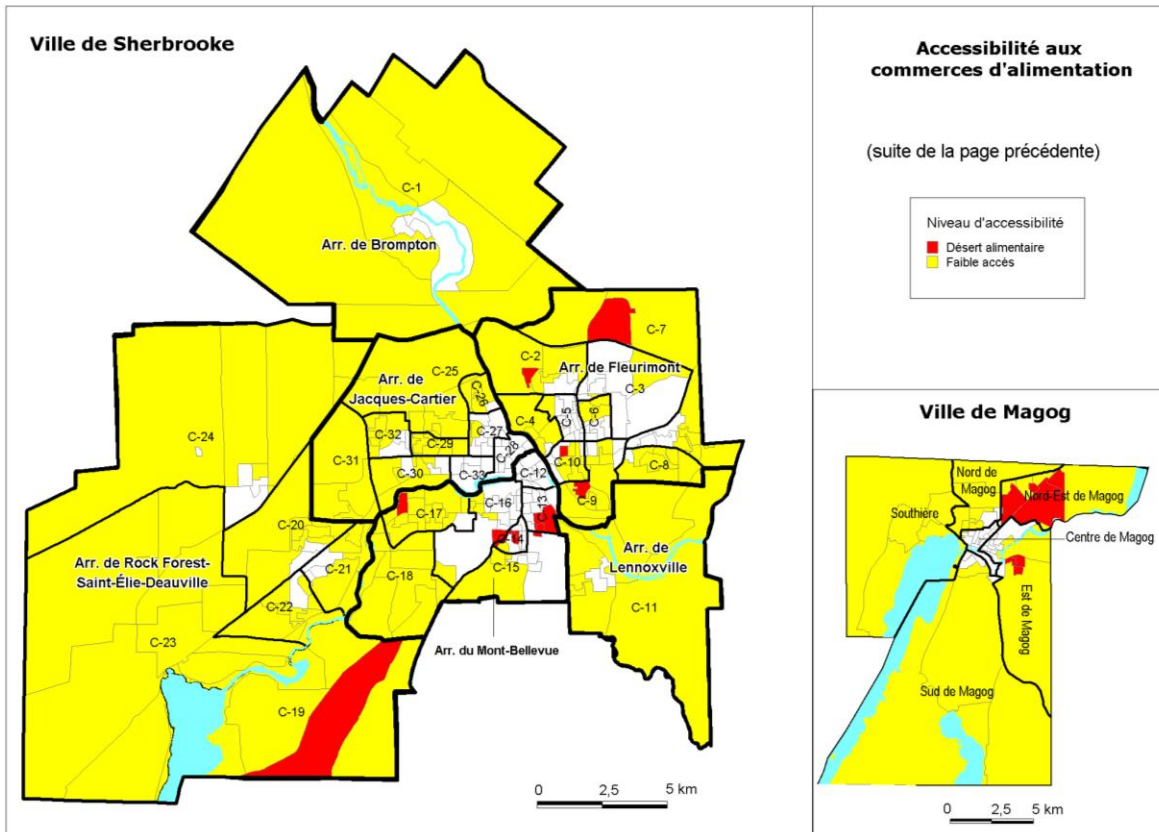 Ville de Sherbrooke
C-1
Arr. de Brompton
C-7
C-2
Arr. de Fleurimont
C-3
C-25
Arr. de
Jacques-Cartier
C-26
C-4
C-5
C-6
C-24
C-32
C-27
C-29
C-28
C-31
C-30
C-33
C-12
C-10
C-8
C-17
C-16
C-13
C-9
C-20
C-14
Arr. de
Lennoxville
Arr. de Rock Forest-
Saint-Élie-Deauville
C-21
C-18
C-15
C-22
C-11
C-23
Arr. du Mont-Bellevue
C-19
0 2,5 5 km
Accessibilité aux
commerces d'alimentation
(suite de la page précédente)
Niveau d'accessibilité
Désert alimentaire
Faible accès
Ville de Magog
Nord de
Magog
Nord-Est de Magog
Southière
Centre de Magog
Est de Magog
Sud de Magog
0 2,5 5 km